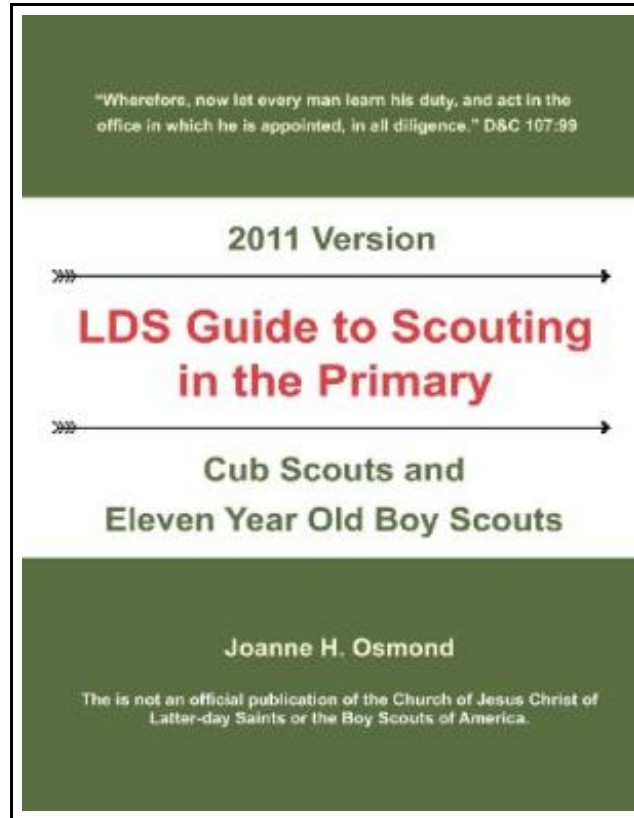 "Wherefore, now let every man learn his duty, and act in the
office in which he is appointed, in all diligence." D&C 107:99
2011 Version
LDS Guide to Scouting
in the Primary
Cub Scouts and
Eleven Year Old Boy Scouts
Joanne H. Osmond
The is not an official publication of the Church of Jesus Christ of
Latter-day Saints or the Boy Scouts of America.